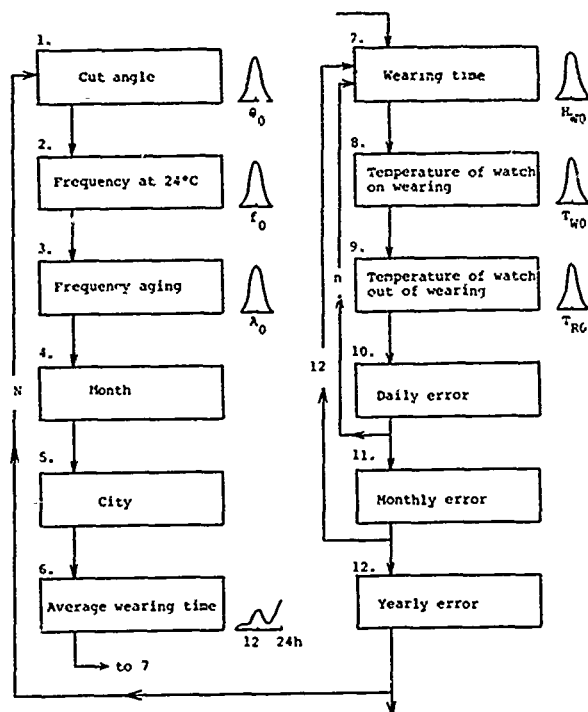 1.
Cut angle
θ0
2.
Frequency at 24°C
f0
3.
Frequency aging
A0
4.
Month
N
5.
City
6.
Average wearing time
12 24h
to 7
7.
Wearing time
HW0
8.
Temperature of watch
on wearing
TW0
9.
Temperature of watch
out of wearing
TR0
n
10.
12
Daily error
11.
Monthly error
12.
Yearly error